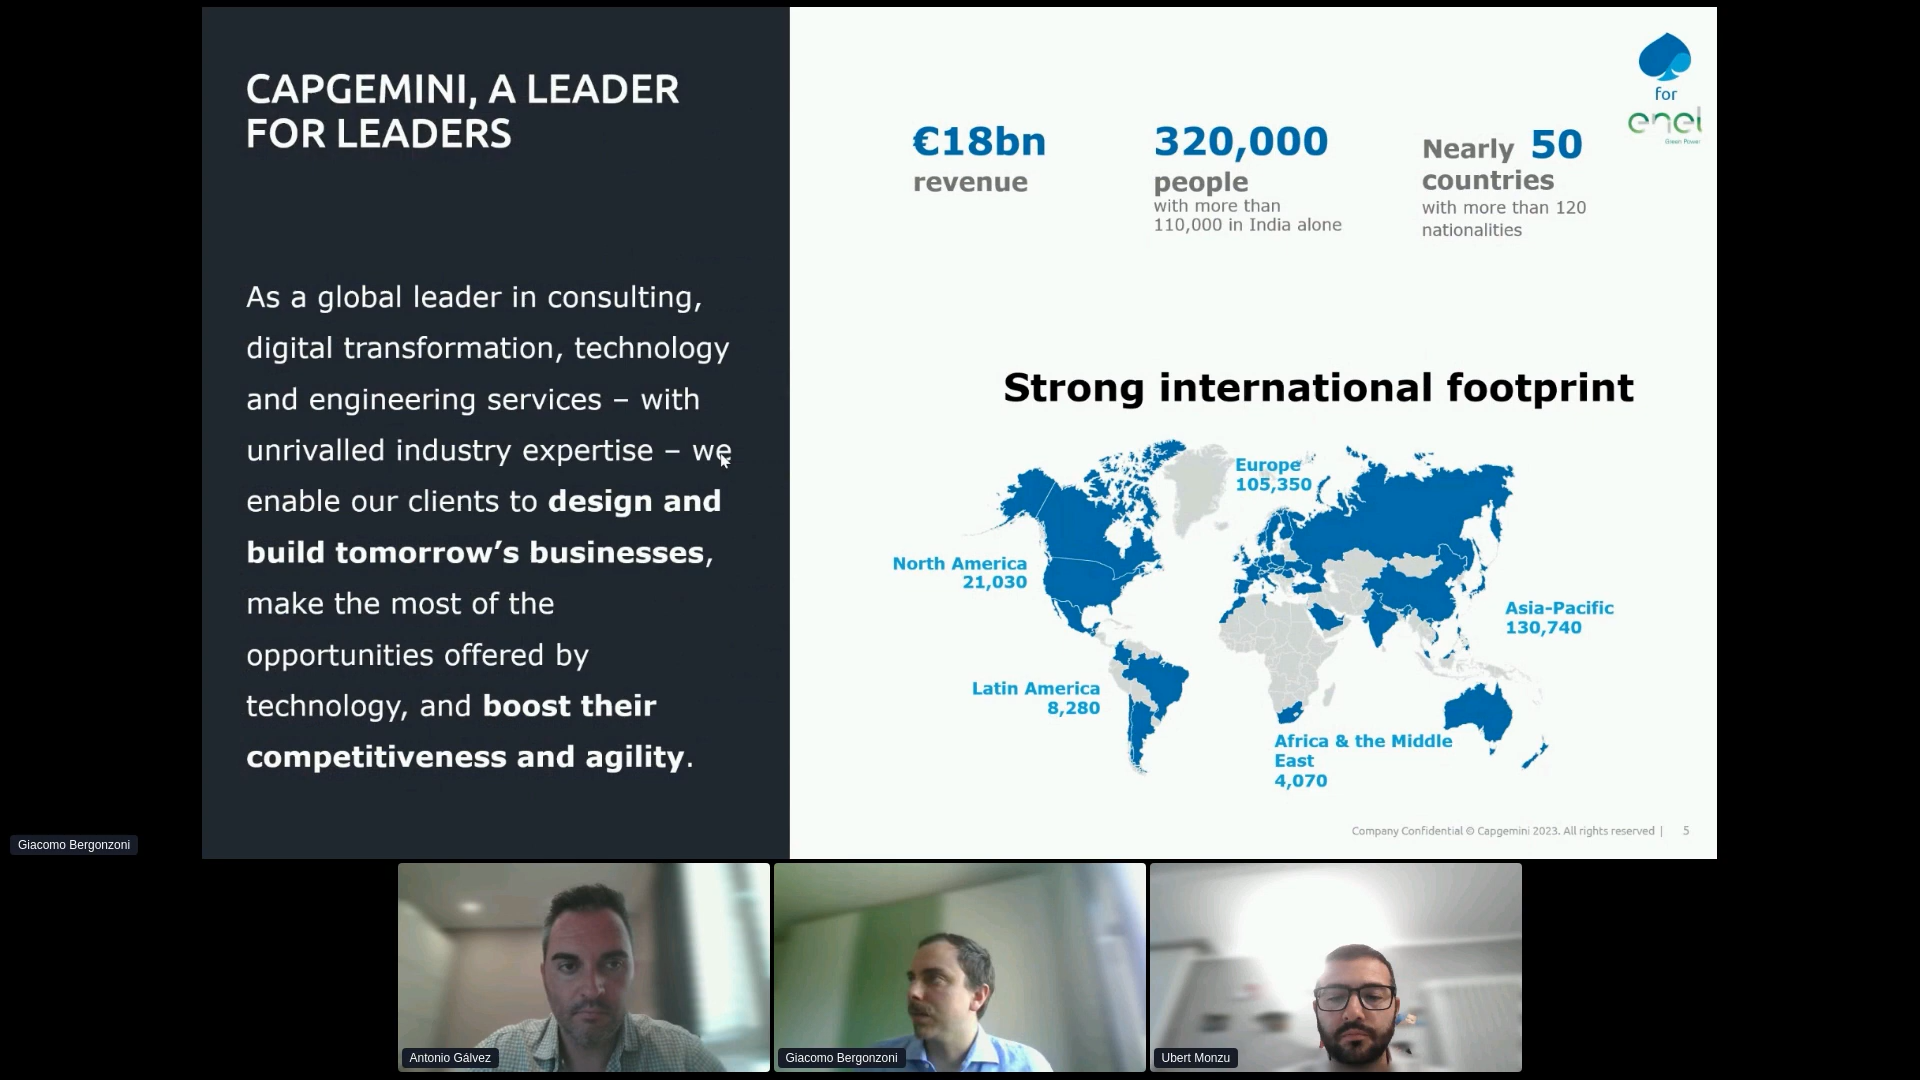 CAPGEMINI, A LEADER
FOR LEADERS
As a global leader in consulting,
digital transformation, technology
and engineering services – with
unrivalled industry expertise – we
enable our clients to design and
build tomorrow’s businesses,
make the most of the
opportunities offered by
technology, and boost their
competitiveness and agility.
€18bn
revenue
320,000
people
with more than
110,000 in India alone
Nearly 50
countries
with more than 120
nationalities
for
enel
Green Power
Strong international footprint
Europe
105,350
North America
21,030
Asia-Pacific
130,740
Latin America
8,280
Africa & the Middle
East
4,070
Company Confidential © Capgemini 2023. All rights reserved | 5
Giacomo Bergonzoni
Antonio Gálvez
Giacomo Bergonzoni
Ubert Monzu